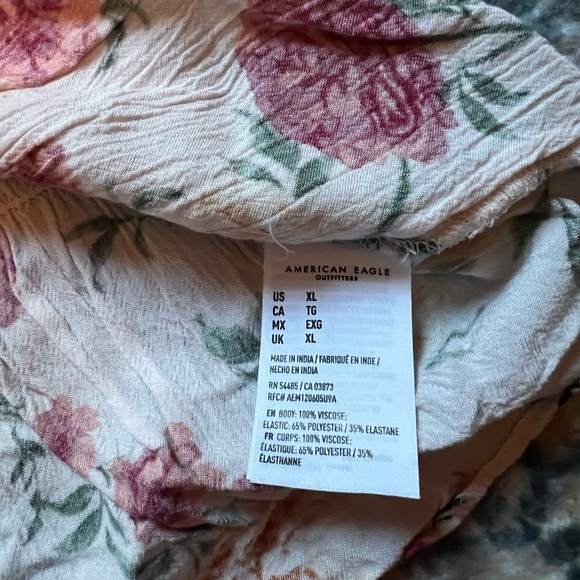 AMERICAN EAGLE
OUTFITTERS
US XL
CA TG
MX EXG
UK XL
MADE IN INDIA / FABRIQUÉ EN INDE /
HECHO EN INDIA
RN 54485 / CA 03873
RFC# AEM120605U9A
EN BODY: 100% VISCOSE;
ELASTIC: 65% POLYESTER / 35% ELASTANE
FR CORPS: 100% VISCOSE;
ÉLASTIQUE: 65% POLYESTER / 35%
ÉLASTHANNE